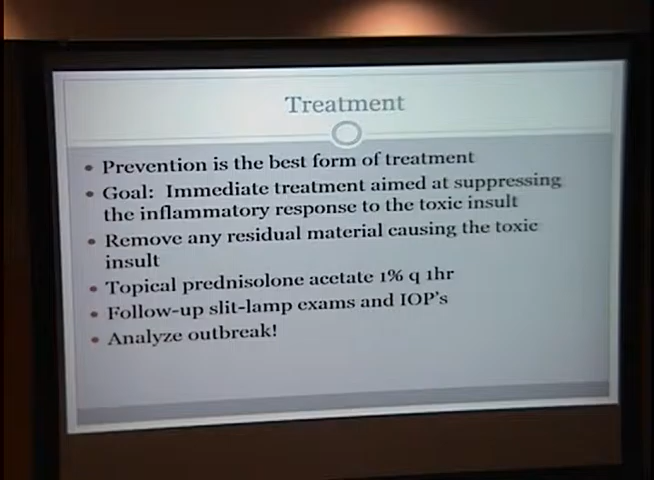 Treatment
• Prevention is the best form of treatment
• Goal:  Immediate treatment aimed at suppressing
the inflammatory response to the toxic insult
• Remove any residual material causing the toxic
insult
• Topical prednisolone acetate 1% q 1hr
• Follow-up slit-lamp exams and IOP's
• Analyze outbreak!